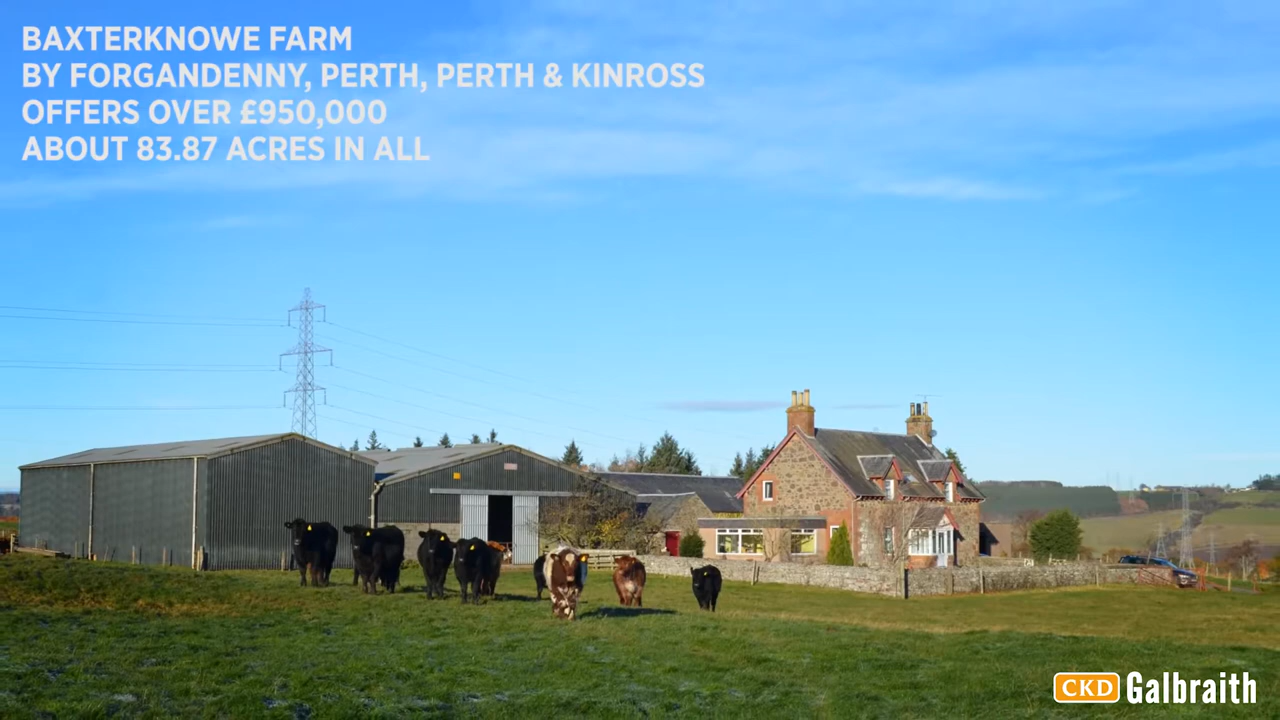 BAXTERKNOWE FARM
BY FORGANDENNY, PERTH, PERTH & KINROSS
OFFERS OVER £950,000
ABOUT 83.87 ACRES IN ALL
CKD Galbraith